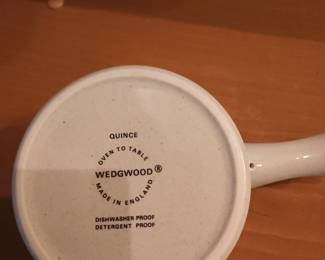 QUINCE
OVEN TO TABLE
WEDGWOOD®
MADE IN ENGLAND
DISHWASHER PROOF
DETERGENT PROOF